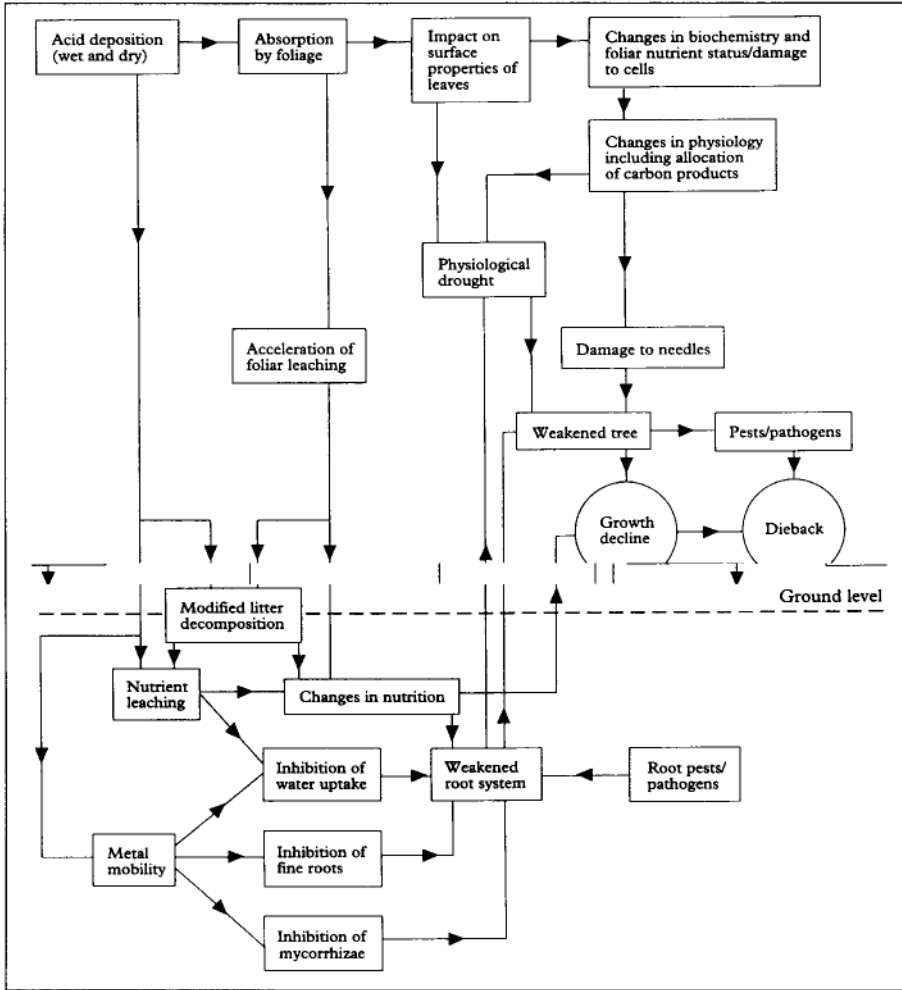 Acid deposition
(wet and dry)
Absorption
by foliage
Impact on
surface
properties of
leaves
Changes in biochemistry and
foliar nutrient status/damage
to cells
Changes in physiology
including allocation
of carbon products
Physiological
drought
Acceleration of
foliar leaching
Damage to needles
Weakened tree
Pests/pathogens
Growth
decline
Dieback
Ground level
Modified litter
decomposition
Nutrient
leaching
Changes in nutrition
Inhibition of
water uptake
Weakened
root system
Root pests/
pathogens
Metal
mobility
Inhibition of
fine roots
Inhibition of
mycorrhizae